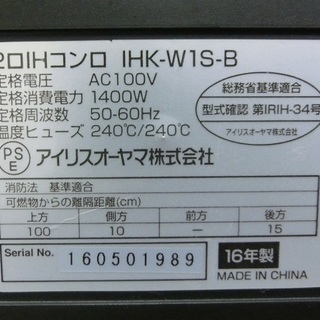 2口IHコンロ IHK-W1S-B
定格電圧 AC100V
定格消費電力 1400W
定格周波数 50-60Hz
温度ヒューズ 240℃/240℃
総務省基準適合
型式確認 第IRIH-34号
アイリスオーヤマ㈱
PS
E
アイリスオーヤマ株式会社
消防法 基準適合
可燃物からの離隔距離(cm)
上方 側方 前方 後方
100 10 － 15
Serial No. 160501989
16年製
MADE IN CHINA